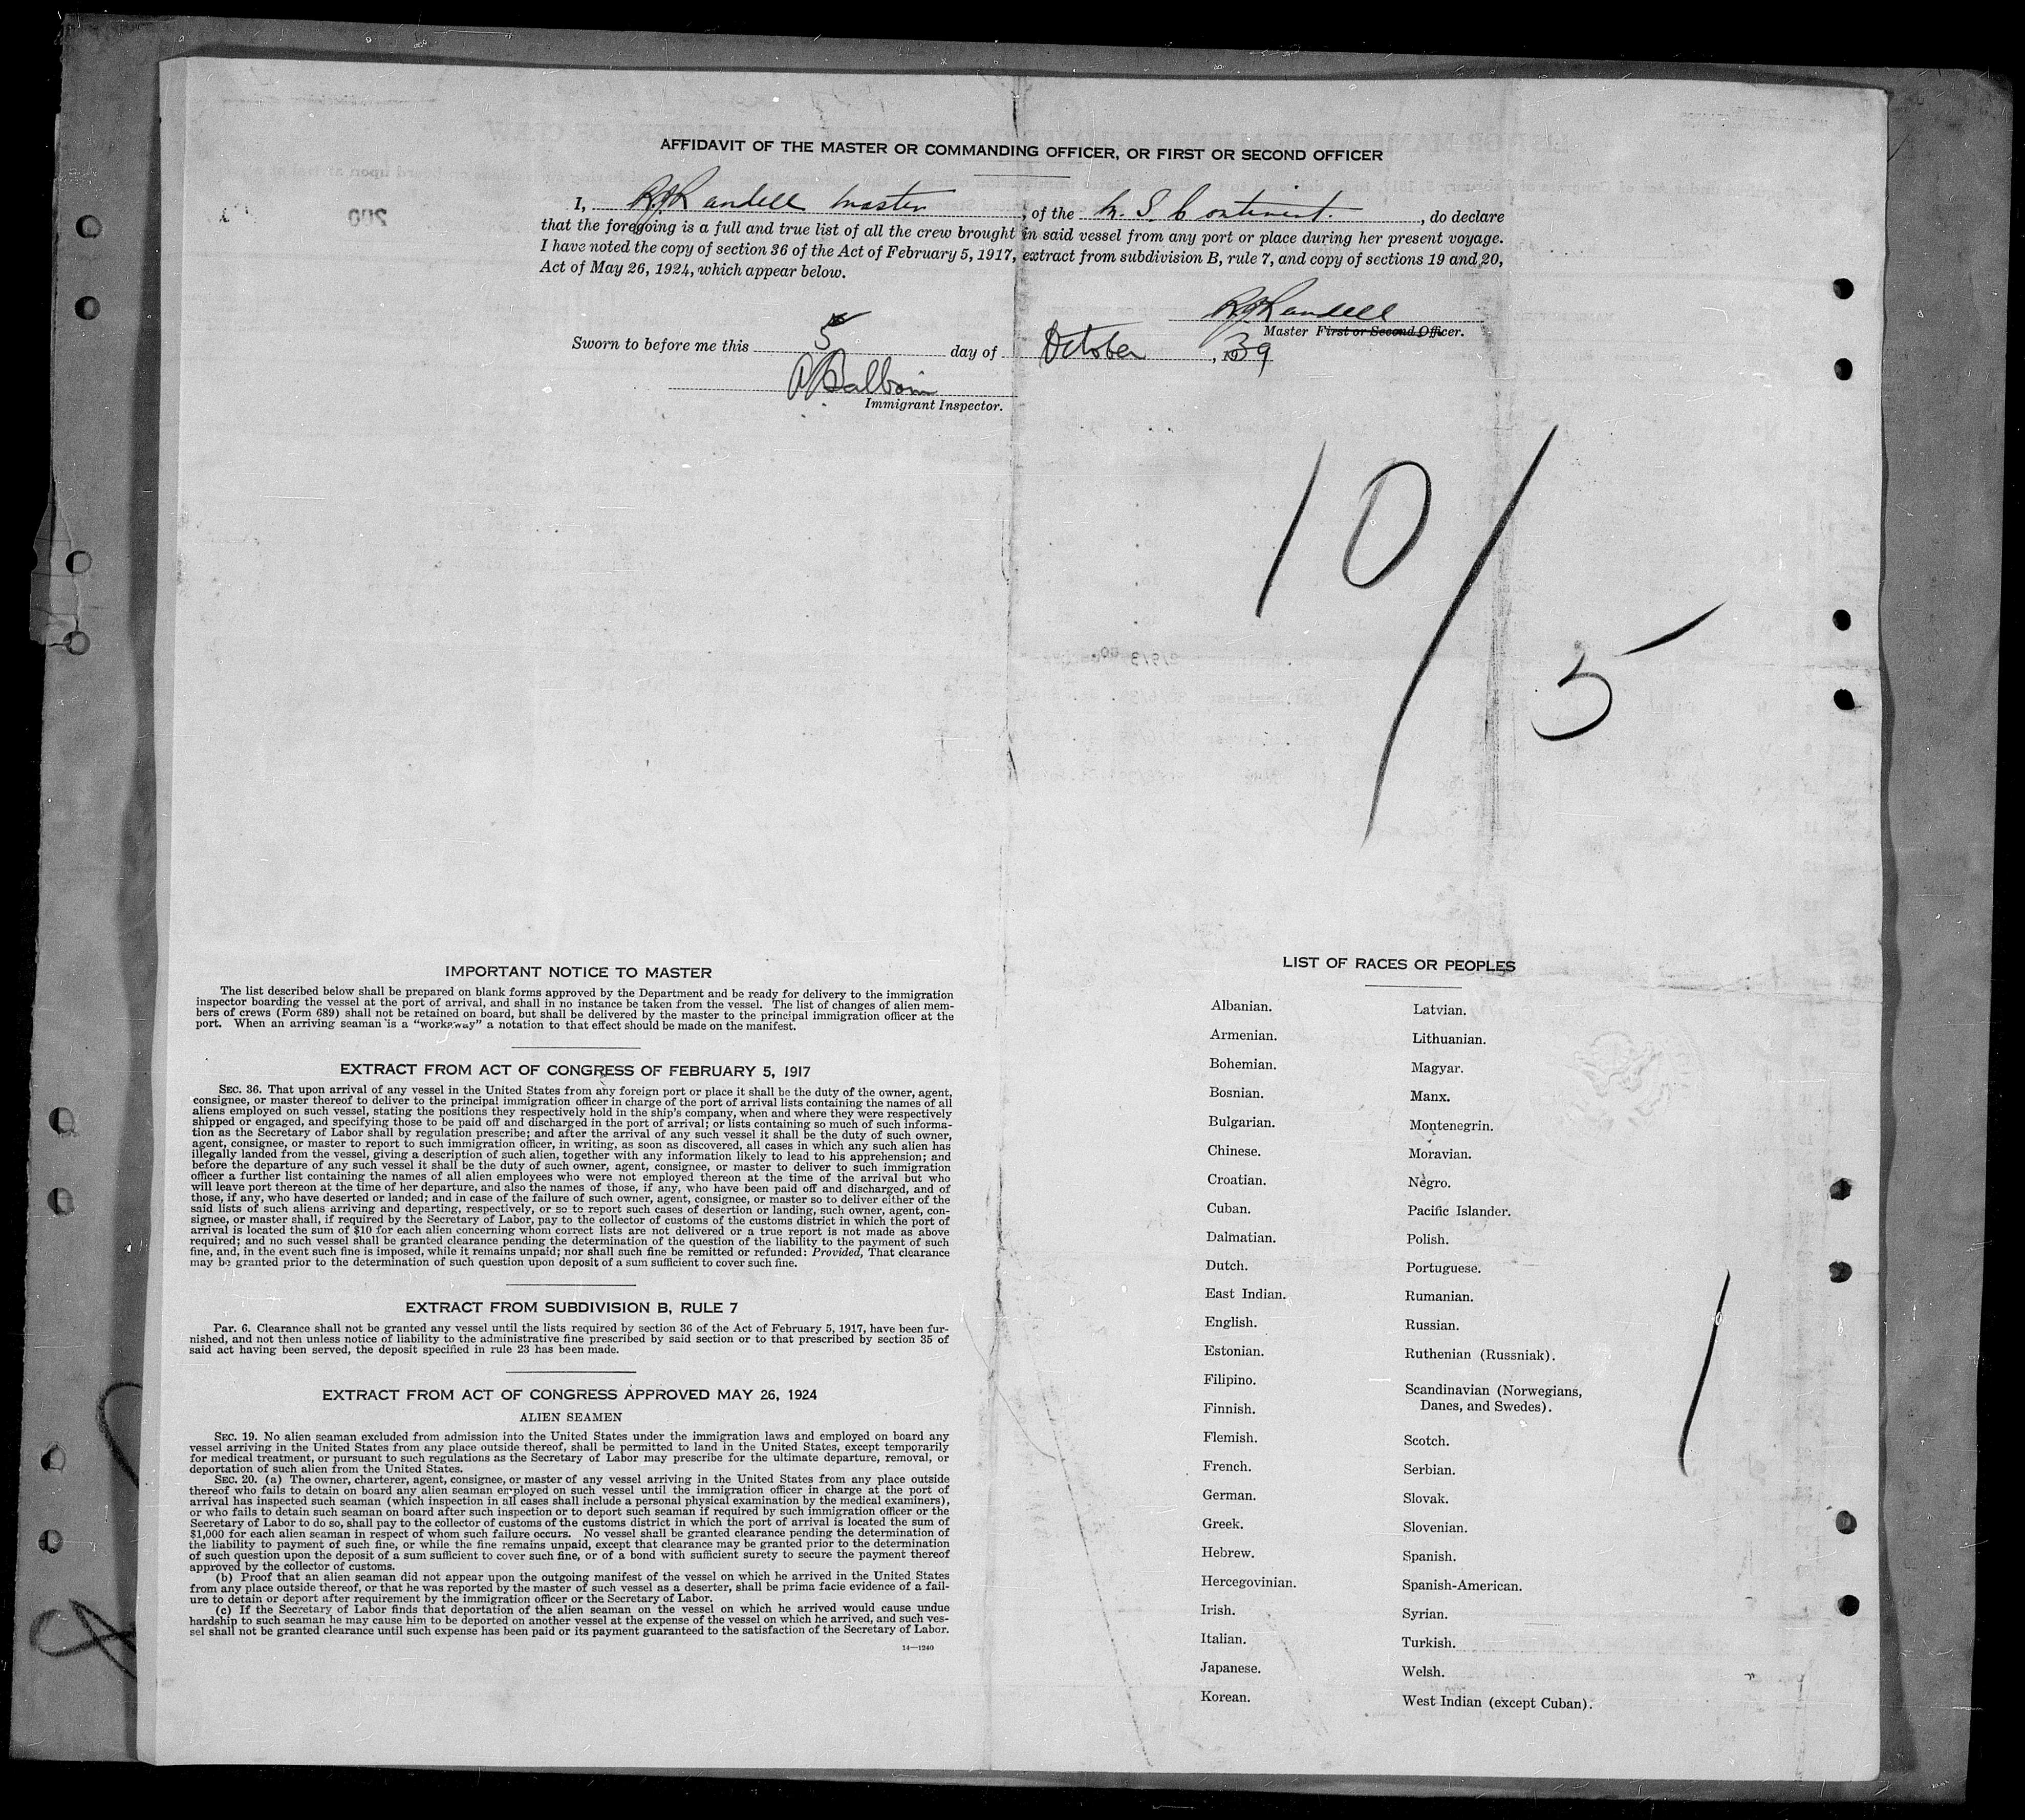 AFFIDAVIT OF THE MASTER OR COMMANDING OFFICER, OR FIRST OR SECOND OFFICER
I, R.J. Randell Master, of the M. S. Continent., do declare
that the foregoing is a full and true list of all the crew brought in said vessel from any port or place during her present voyage.
I have noted the copy of section 36 of the Act of February 5, 1917, extract from subdivision B, rule 7, and copy of sections 19 and 20,
Act of May 26, 1924, which appear below.
R.J. Randell
Master First or Second Officer.
Sworn to before me this 5 day of October, 1939
Immigrant Inspector.
10/5
IMPORTANT NOTICE TO MASTER
The list described below shall be prepared on blank forms approved by the Department and be ready for delivery to the immigration
inspector boarding the vessel at the port of arrival, and shall in no instance be taken from the vessel. The list of changes of alien mem-
bers of crews (Form 689) shall not be retained on board, but shall be delivered by the master to the principal immigration officer at the
port. When an arriving seaman is a "workaway" a notation to that effect should be made on the manifest.
EXTRACT FROM ACT OF CONGRESS OF FEBRUARY 5, 1917
SEC. 36. That upon arrival of any vessel in the United States from any foreign port or place it shall be the duty of the owner, agent,
consignee, or master thereof to deliver to the principal immigration officer in charge of the port of arrival lists containing the names of all
aliens employed on such vessel, stating the positions they respectively hold in the ship's company, when and where they were respectively
shipped or engaged, and specifying those to be paid off and discharged in the port of arrival; or lists containing so much of such informa-
tion as the Secretary of Labor shall by regulation prescribe; and after the arrival of any such vessel it shall be the duty of such owner,
agent, consignee, or master to report to such immigration officer, in writing, as soon as discovered, all cases in which any such alien has
illegally landed from the vessel, giving a description of such alien, together with any information likely to lead to his apprehension; and
before the departure of any such vessel it shall be the duty of such owner, agent, consignee, or master to deliver to such immigration
officer a further list containing the names of all alien employees who were not employed thereon at the time of the arrival but who
will leave port thereon at the time of her departure, and also the names of those, if any, who have been paid off and discharged, and of
those, if any, who have deserted or landed; and in case of the failure of such owner, agent, consignee, or master so to deliver either of the
said lists of such aliens arriving and departing, respectively, or so to report such cases of desertion or landing, such owner, agent, con-
signee, or master shall, if required by the Secretary of Labor, pay to the collector of customs of the customs district in which the port of
arrival is located the sum of $10 for each alien concerning whom correct lists are not delivered or a true report is not made as above
required; and no such vessel shall be granted clearance pending the determination of the question of the liability to the payment of such
fine, and, in the event such fine is imposed, while it remains unpaid; nor shall such fine be remitted or refunded: Provided, That clearance
may be granted prior to the determination of such question upon deposit of a sum sufficient to cover such fine.
EXTRACT FROM SUBDIVISION B, RULE 7
Par. 6. Clearance shall not be granted any vessel until the lists required by section 36 of the Act of February 5, 1917, have been fur-
nished, and not then unless notice of liability to the administrative fine prescribed by said section or to that prescribed by section 35 of
said act having been served, the deposit specified in rule 23 has been made.
EXTRACT FROM ACT OF CONGRESS APPROVED MAY 26, 1924
ALIEN SEAMEN
SEC. 19. No alien seaman excluded from admission into the United States under the immigration laws and employed on board any
vessel arriving in the United States from any place outside thereof, shall be permitted to land in the United States, except temporarily
for medical treatment, or pursuant to such regulations as the Secretary of Labor may prescribe for the ultimate departure, removal, or
deportation of such alien from the United States.
SEC. 20. (a) The owner, charterer, agent, consignee, or master of any vessel arriving in the United States from any place outside
thereof who fails to detain on board any alien seaman employed on such vessel until the immigration officer in charge at the port of
arrival has inspected such seaman (which inspection in all cases shall include a personal physical examination by the medical examiners),
or who fails to detain such seaman on board after such inspection or to deport such seaman if required by such immigration officer or the
Secretary of Labor to do so, shall pay to the collector of customs of the customs district in which the port of arrival is located the sum of
$1,000 for each alien seaman in respect of whom such failure occurs. No vessel shall be granted clearance pending the determination of
the liability to payment of such fine, or while the fine remains unpaid, except that clearance may be granted prior to the determination
of such question upon the deposit of a sum sufficient to cover such fine, or of a bond with sufficient surety to secure the payment thereof
approved by the collector of customs.
(b) Proof that an alien seaman did not appear upon the outgoing manifest of the vessel on which he arrived in the United States
from any place outside thereof, or that he was reported by the master of such vessel as a deserter, shall be prima facie evidence of a fail-
ure to detain or deport after requirement by the immigration officer or the Secretary of Labor.
(c) If the Secretary of Labor finds that deportation of the alien seaman on the vessel on which he arrived would cause undue
hardship to such seaman he may cause him to be deported on another vessel at the expense of the vessel on which he arrived, and such ves-
sel shall not be granted clearance until such expense has been paid or its payment guaranteed to the satisfaction of the Secretary of Labor.
14—1240
LIST OF RACES OR PEOPLES
Albanian.
Armenian.
Bohemian.
Bosnian.
Bulgarian.
Chinese.
Croatian.
Cuban.
Dalmatian.
Dutch.
East Indian.
English.
Estonian.
Filipino.
Finnish.
Flemish.
French.
German.
Greek.
Hebrew.
Hercegovinian.
Irish.
Italian.
Japanese.
Korean.
Latvian.
Lithuanian.
Magyar.
Manx.
Montenegrin.
Moravian.
Negro.
Pacific Islander.
Polish.
Portuguese.
Rumanian.
Russian.
Ruthenian (Russniak).
Scandinavian (Norwegians,
Danes, and Swedes).
Scotch.
Serbian.
Slovak.
Slovenian.
Spanish.
Spanish-American.
Syrian.
Turkish.
Welsh.
West Indian (except Cuban).